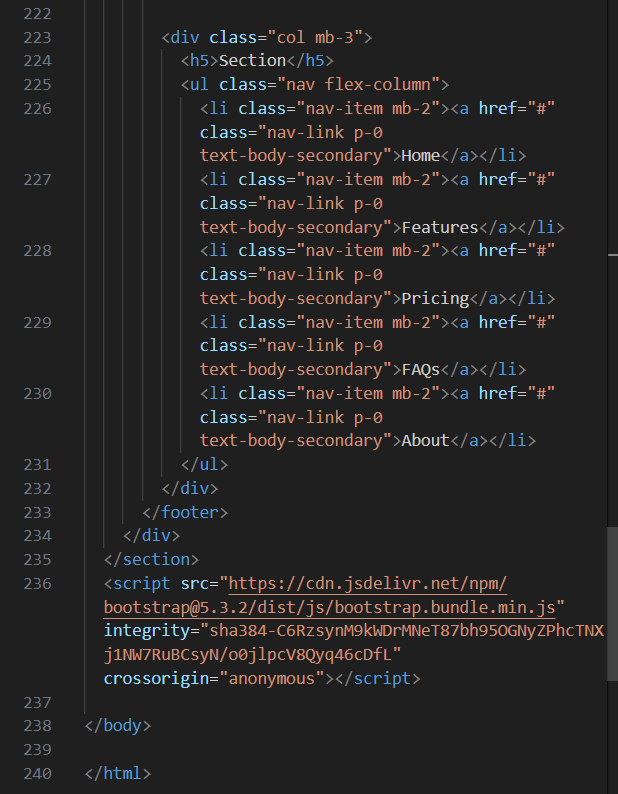 222
223 <div class="col mb-3">
224 <h5>Section</h5>
225 <ul class="nav flex-column">
226 <li class="nav-item mb-2"><a href="#"
class="nav-link p-0
text-body-secondary">Home</a></li>
227 <li class="nav-item mb-2"><a href="#"
class="nav-link p-0
text-body-secondary">Features</a></li>
228 <li class="nav-item mb-2"><a href="#"
class="nav-link p-0
text-body-secondary">Pricing</a></li>
229 <li class="nav-item mb-2"><a href="#"
class="nav-link p-0
text-body-secondary">FAQs</a></li>
230 <li class="nav-item mb-2"><a href="#"
class="nav-link p-0
text-body-secondary">About</a></li>
231 </ul>
232 </div>
233 </footer>
234 </div>
235 </section>
236 <script src="https://cdn.jsdelivr.net/npm/
bootstrap@5.3.2/dist/js/bootstrap.bundle.min.js"
integrity="sha384-C6RzsynM9kWDrMNeT87bh95OGNyZPhcTNX
j1NW7RuBCsyN/o0jlpcV8Qyq46cDfL"
crossorigin="anonymous"></script>
237
238 </body>
239
240 </html>